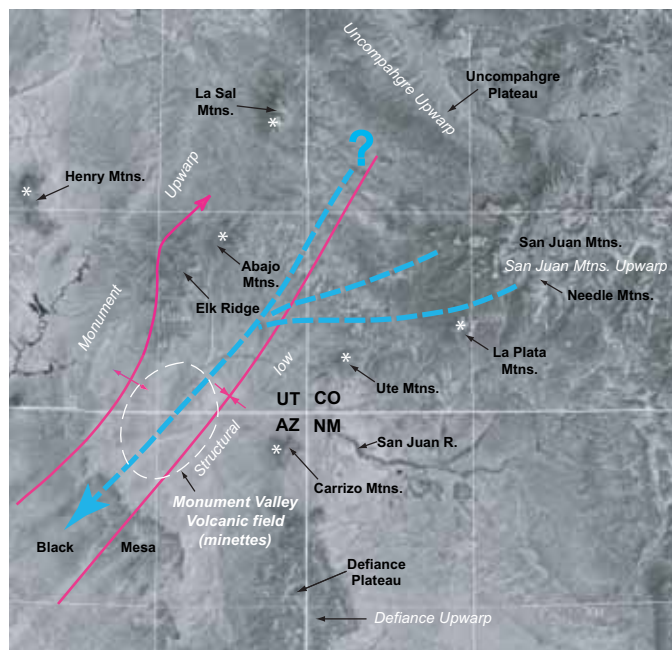 Uncompahgre Upwarp
Uncompahgre
Plateau
La Sal
Mtns.
*
?
Henry Mtns.
*
Upwarp
*
Abajo
Mtns.
San Juan Mtns.
San Juan Mtns. Upwarp
Needle Mtns.
Elk Ridge
Monument
*
La Plata
Mtns.
low
*
Ute Mtns.
UT
CO
AZ
NM
Structural
San Juan R.
*
Carrizo Mtns.
Monument Valley
Volcanic field
(minettes)
Black
Mesa
Defiance
Plateau
Defiance Upwarp